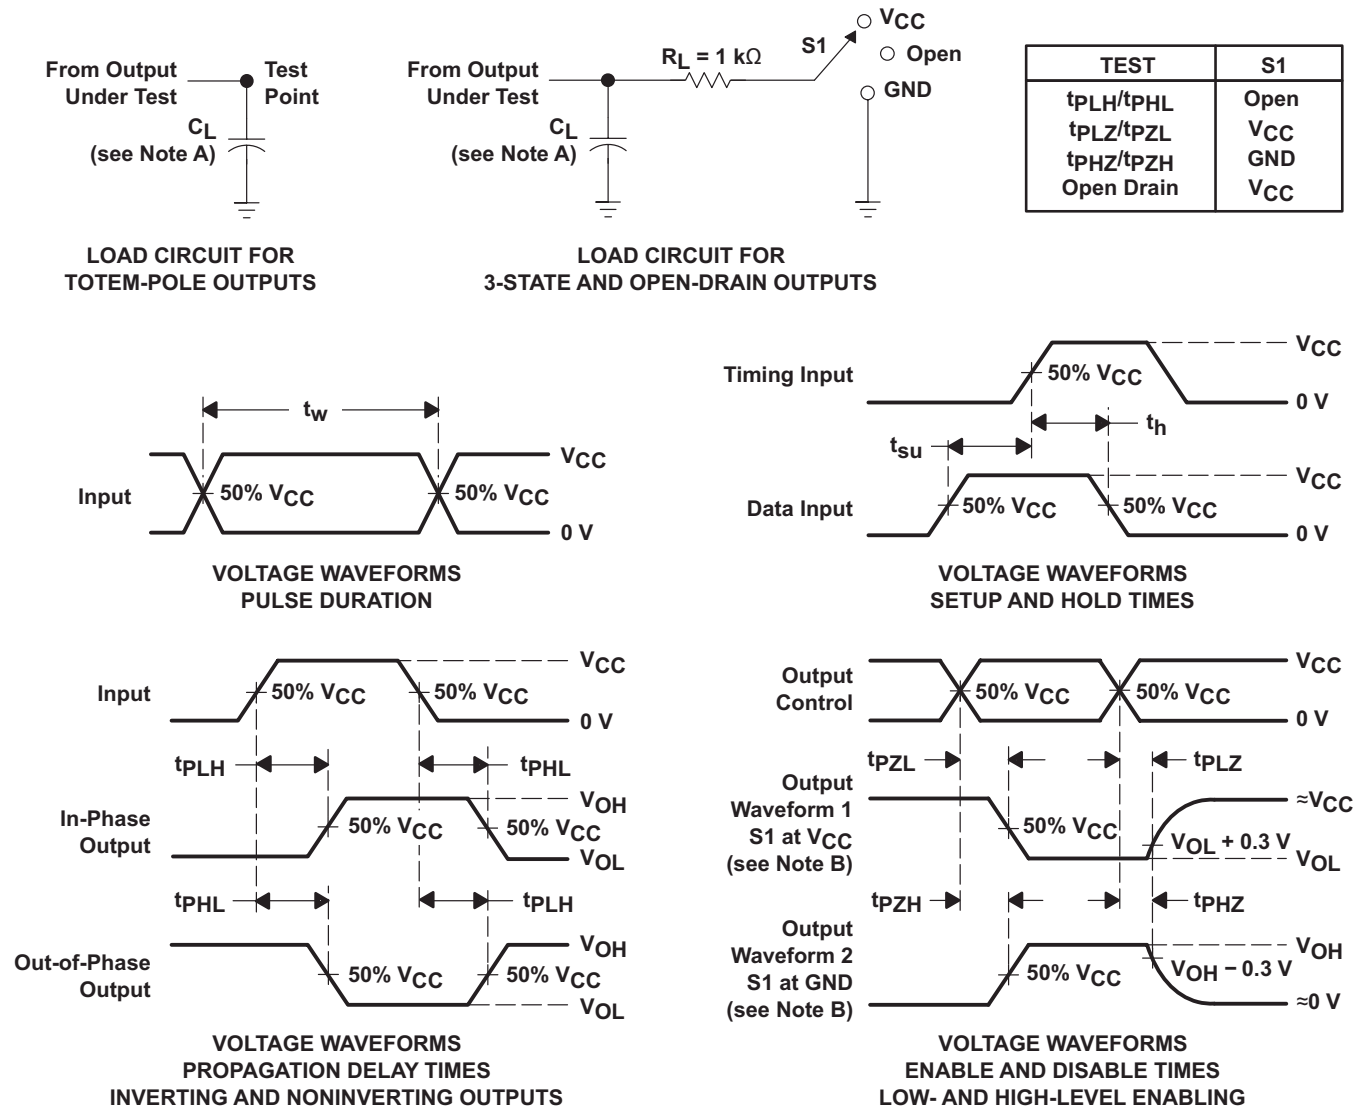 From Output
Under Test
Test
Point
CL
(see Note A)
LOAD CIRCUIT FOR
TOTEM-POLE OUTPUTS
From Output
Under Test
RL = 1 kΩ
S1
VCC
Open
GND
CL
(see Note A)
LOAD CIRCUIT FOR
3-STATE AND OPEN-DRAIN OUTPUTS
TEST S1
tPLH/tPHL Open
tPLZ/tPZL VCC
tPHZ/tPZH GND
Open Drain VCC
tw
Input
VCC
50% VCC
50% VCC
0 V
VOLTAGE WAVEFORMS
PULSE DURATION
Timing Input
VCC
50% VCC
0 V
th
tsu
Data Input
VCC
50% VCC
50% VCC
0 V
VOLTAGE WAVEFORMS
SETUP AND HOLD TIMES
Input
VCC
50% VCC
50% VCC
0 V
tPLH
tPHL
In-Phase
Output
VOH
50% VCC
50% VCC
VOL
tPHL
tPLH
Out-of-Phase
Output
VOH
50% VCC
50% VCC
VOL
VOLTAGE WAVEFORMS
PROPAGATION DELAY TIMES
INVERTING AND NONINVERTING OUTPUTS
Output
Control
VCC
50% VCC
50% VCC
0 V
tPZL
tPLZ
Output
Waveform 1
S1 at VCC
(see Note B)
≈VCC
50% VCC
VOL + 0.3 V
VOL
tPZH
tPHZ
Output
Waveform 2
S1 at GND
(see Note B)
VOH
50% VCC
VOH − 0.3 V
≈0 V
VOLTAGE WAVEFORMS
ENABLE AND DISABLE TIMES
LOW- AND HIGH-LEVEL ENABLING